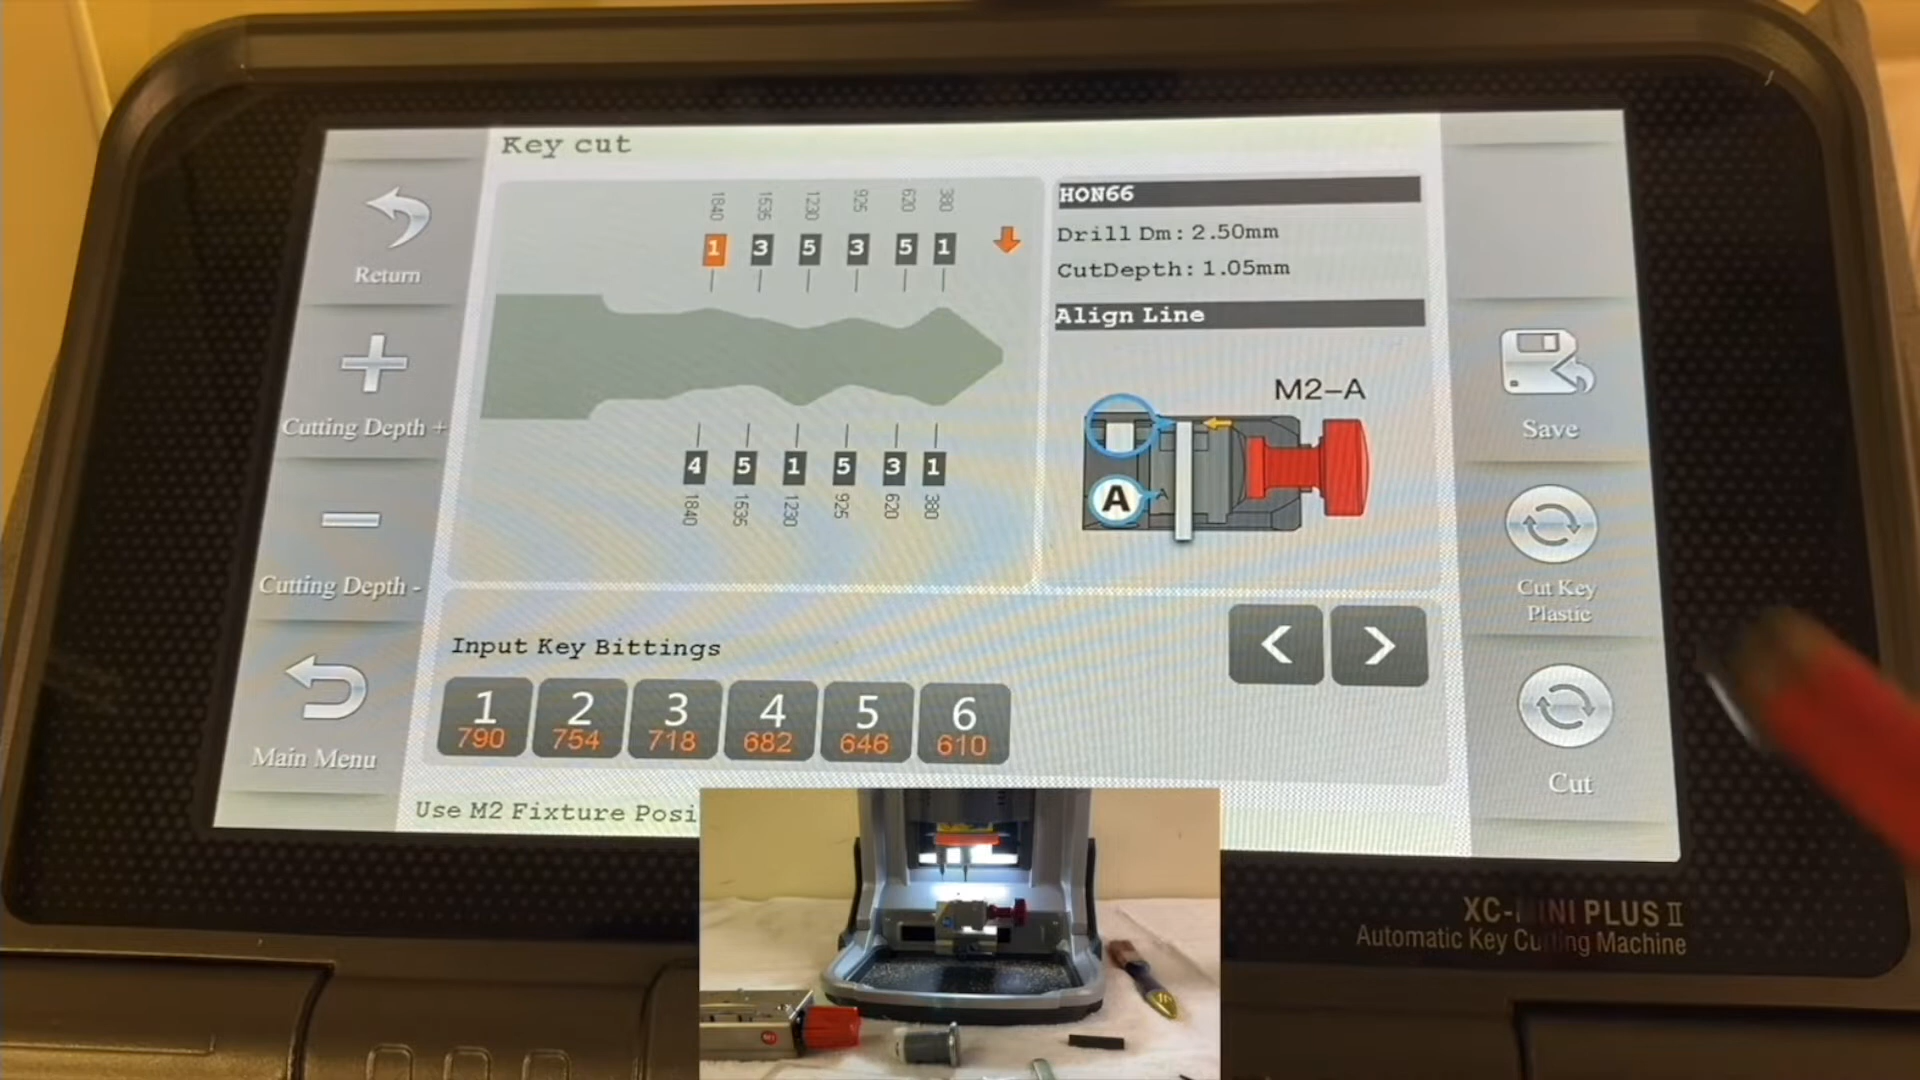 Key cut
Return
Cutting Depth +
Cutting Depth -
Main Menu
1840 1535 1230 925 620 380
1 3 5 3 5 1
4 5 1 5 3 1
1840 1535 1230 925 620 380
HON66
Drill Dm: 2.50mm
CutDepth: 1.05mm
Align Line
M2-A
A
A
Input Key Bittings
< >
1 2 3 4 5 6
790 754 718 682 646 610
Use M2 Fixture Posi
Save
Cut Key
Plastic
Cut
XC-MINI PLUS II
Automatic Key Cutting Machine